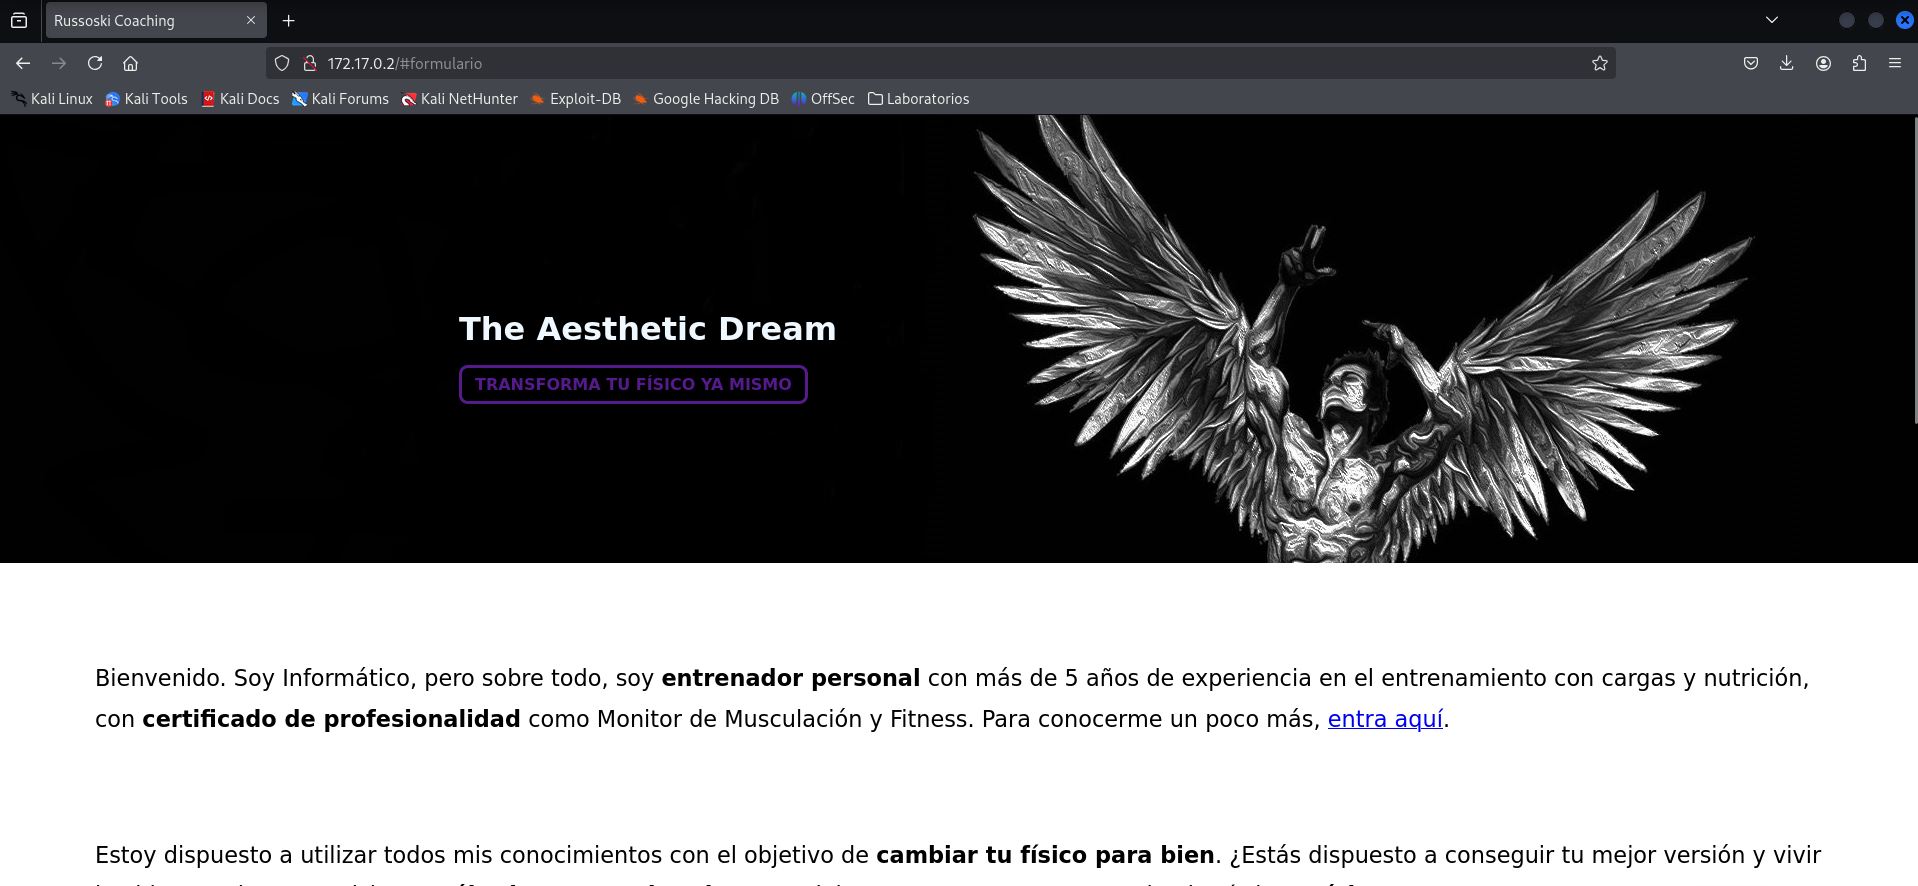 Russoski Coaching
172.17.0.2/#formulario
Kali Linux Kali Tools Kali Docs Kali Forums Kali NetHunter Exploit-DB Google Hacking DB OffSec Laboratorios
The Aesthetic Dream
TRANSFORMA TU FÍSICO YA MISMO
Bienvenido. Soy Informático, pero sobre todo, soy entrenador personal con más de 5 años de experiencia en el entrenamiento con cargas y nutrición,
con certificado de profesionalidad como Monitor de Musculación y Fitness. Para conocerme un poco más, entra aquí.
Estoy dispuesto a utilizar todos mis conocimientos con el objetivo de cambiar tu físico para bien. ¿Estás dispuesto a conseguir tu mejor versión y vivir